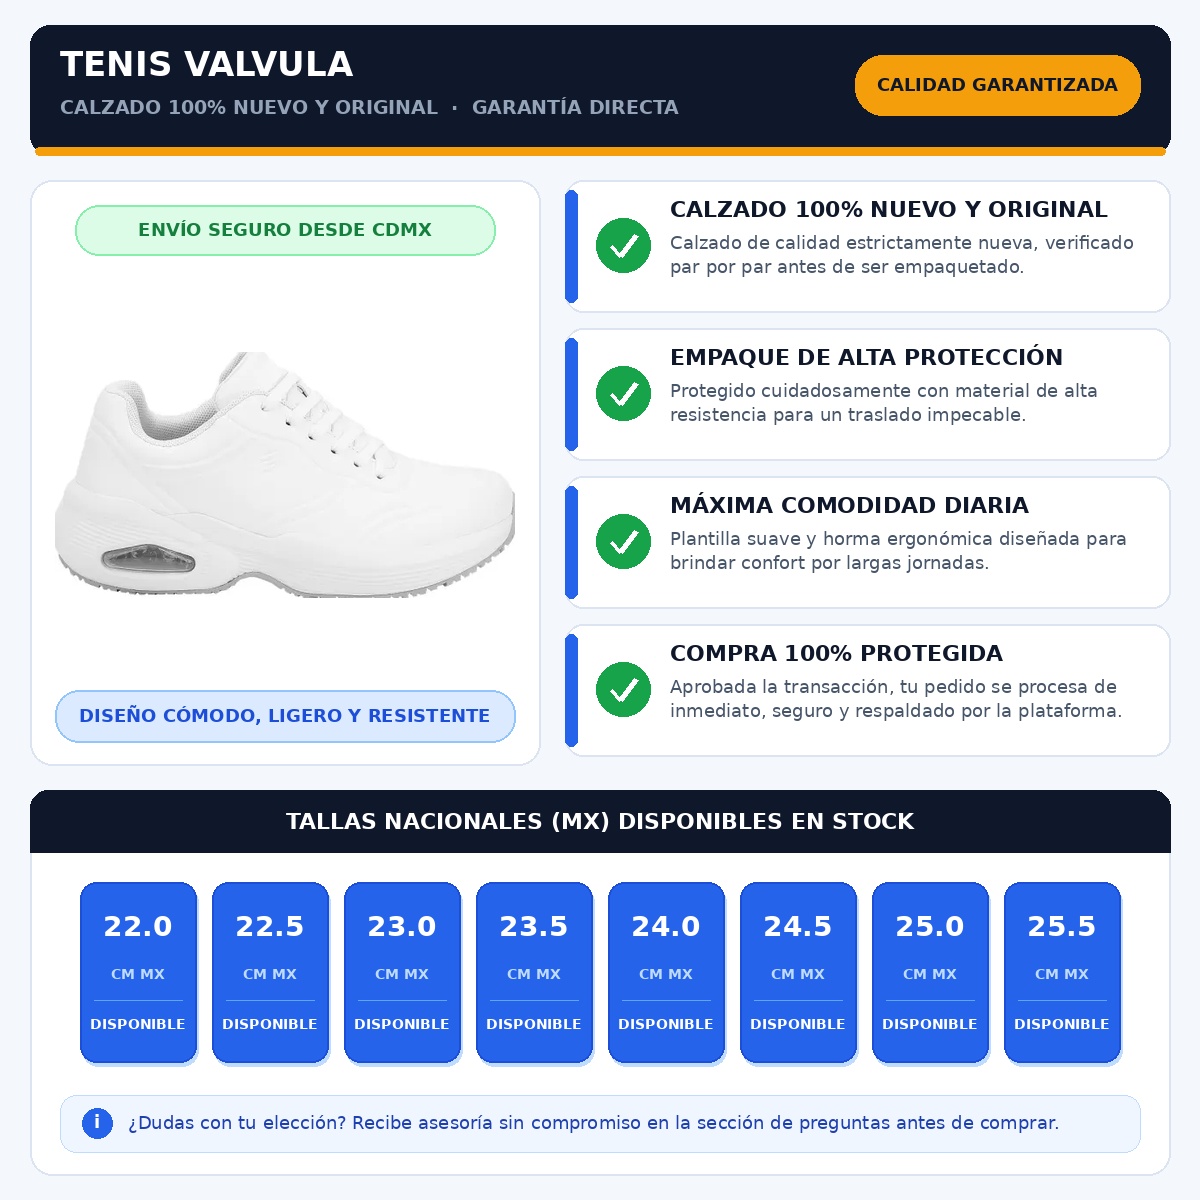 TENIS VALVULA
CALZADO 100% NUEVO Y ORIGINAL · GARANTÍA DIRECTA
CALIDAD GARANTIZADA
ENVÍO SEGURO DESDE CDMX
DISEÑO CÓMODO, LIGERO Y RESISTENTE
CALZADO 100% NUEVO Y ORIGINAL
Calzado de calidad estrictamente nueva, verificado
par por par antes de ser empaquetado.
EMPAQUE DE ALTA PROTECCIÓN
Protegido cuidadosamente con material de alta
resistencia para un traslado impecable.
MÁXIMA COMODIDAD DIARIA
Plantilla suave y horma ergonómica diseñada para
brindar confort por largas jornadas.
COMPRA 100% PROTEGIDA
Aprobada la transacción, tu pedido se procesa de
inmediato, seguro y respaldado por la plataforma.
TALLAS NACIONALES (MX) DISPONIBLES EN STOCK
22.0 22.5 23.0 23.5 24.0 24.5 25.0 25.5
CM MX CM MX CM MX CM MX CM MX CM MX CM MX CM MX
DISPONIBLE DISPONIBLE DISPONIBLE DISPONIBLE DISPONIBLE DISPONIBLE DISPONIBLE DISPONIBLE
i ¿Dudas con tu elección? Recibe asesoría sin compromiso en la sección de preguntas antes de comprar.